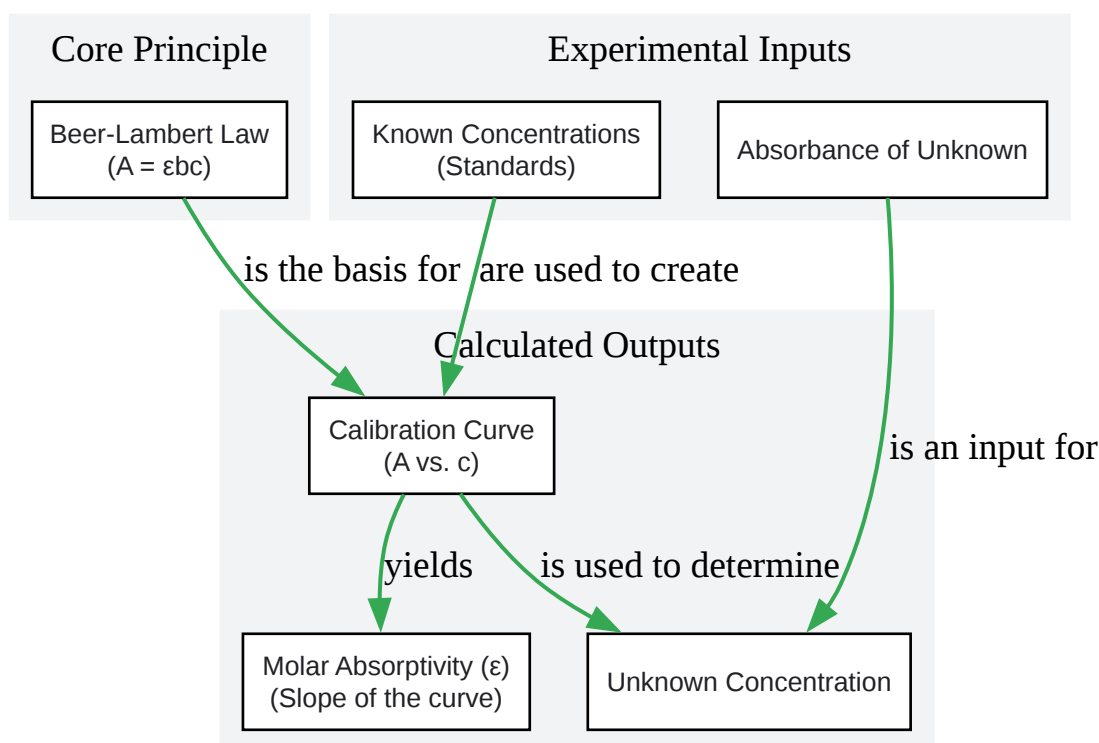 Core Principle
Experimental Inputs
Beer-Lambert Law
(A = εbc)
Known Concentrations
(Standards)
Absorbance of Unknown
is the basis for
are used to create
Calculated Outputs
Calibration Curve
(A vs. c)
is an input for
yields
is used to determine
Molar Absorptivity (ε)
(Slope of the curve)
Unknown Concentration